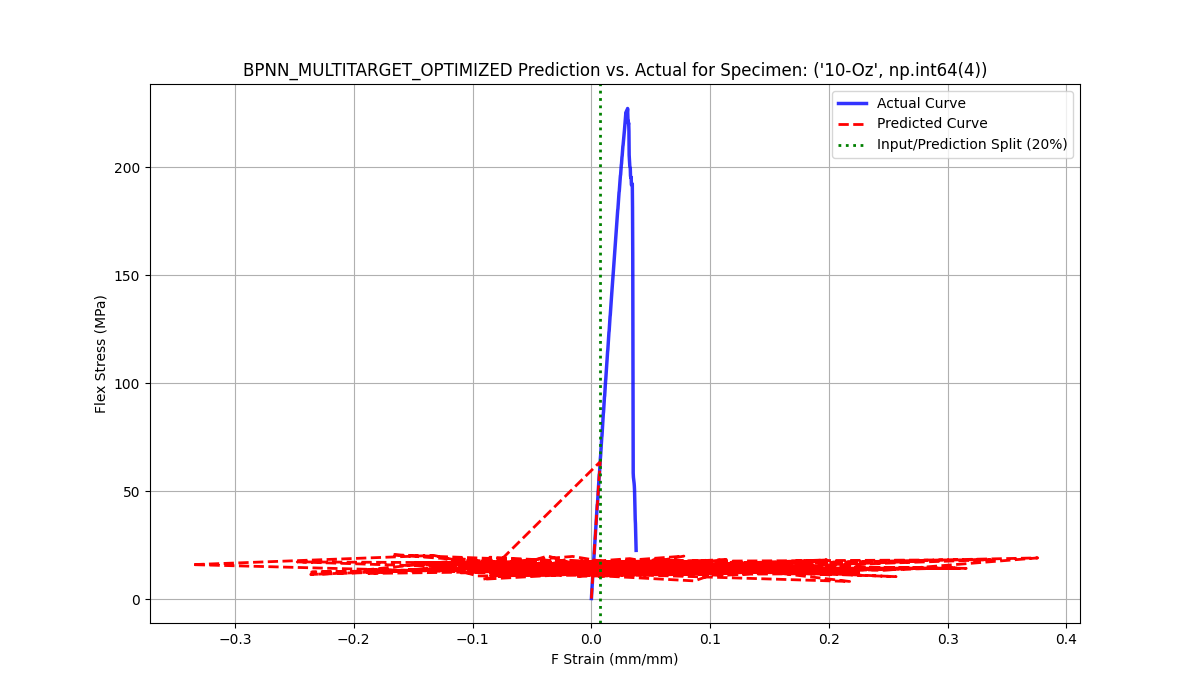 BPNN_MULTITARGET_OPTIMIZED Prediction vs. Actual for Specimen: ('10-Oz', np.int64(4))
Actual Curve
Predicted Curve
Input/Prediction Split (20%)
Flex Stress (MPa)
200
150
100
50
0
−0.3
−0.2
−0.1
0.0
0.1
0.2
0.3
0.4
F Strain (mm/mm)